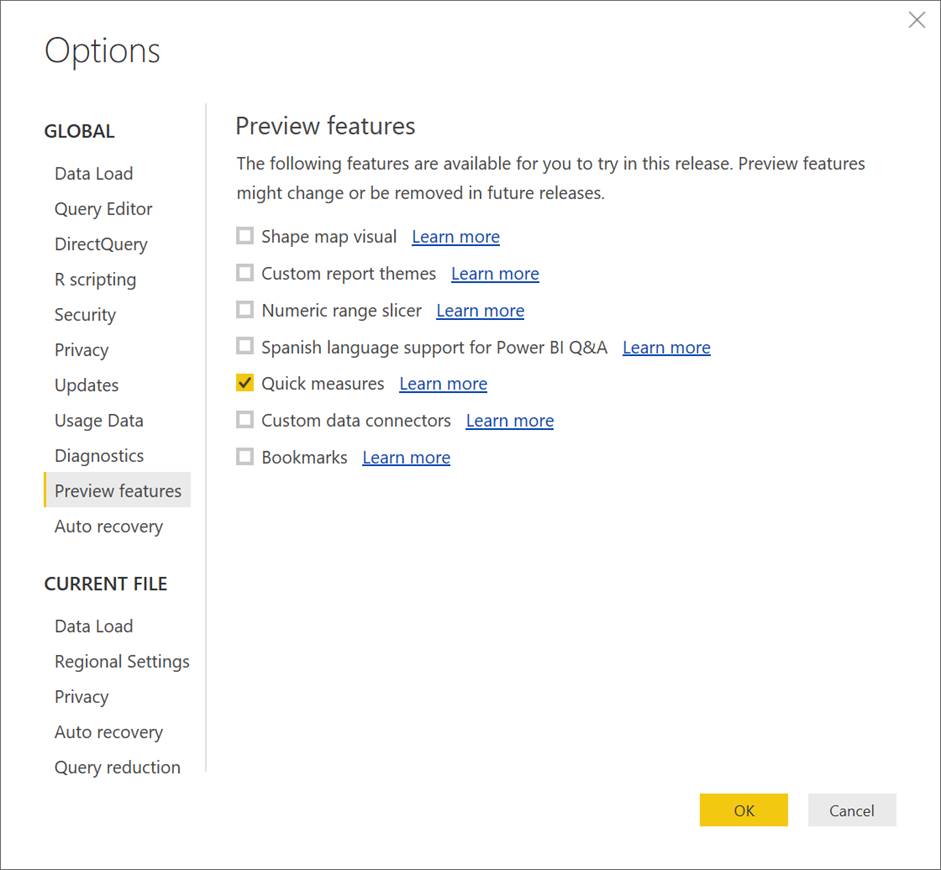 Options
GLOBAL
Data Load
Query Editor
DirectQuery
R scripting
Security
Privacy
Updates
Usage Data
Diagnostics
Preview features
Auto recovery
CURRENT FILE
Data Load
Regional Settings
Privacy
Auto recovery
Query reduction
Preview features
The following features are available for you to try in this release. Preview features
might change or be removed in future releases.
Shape map visual Learn more
Custom report themes Learn more
Numeric range slicer Learn more
Spanish language support for Power BI Q&A Learn more
Quick measures Learn more
Custom data connectors Learn more
Bookmarks Learn more
OK Cancel